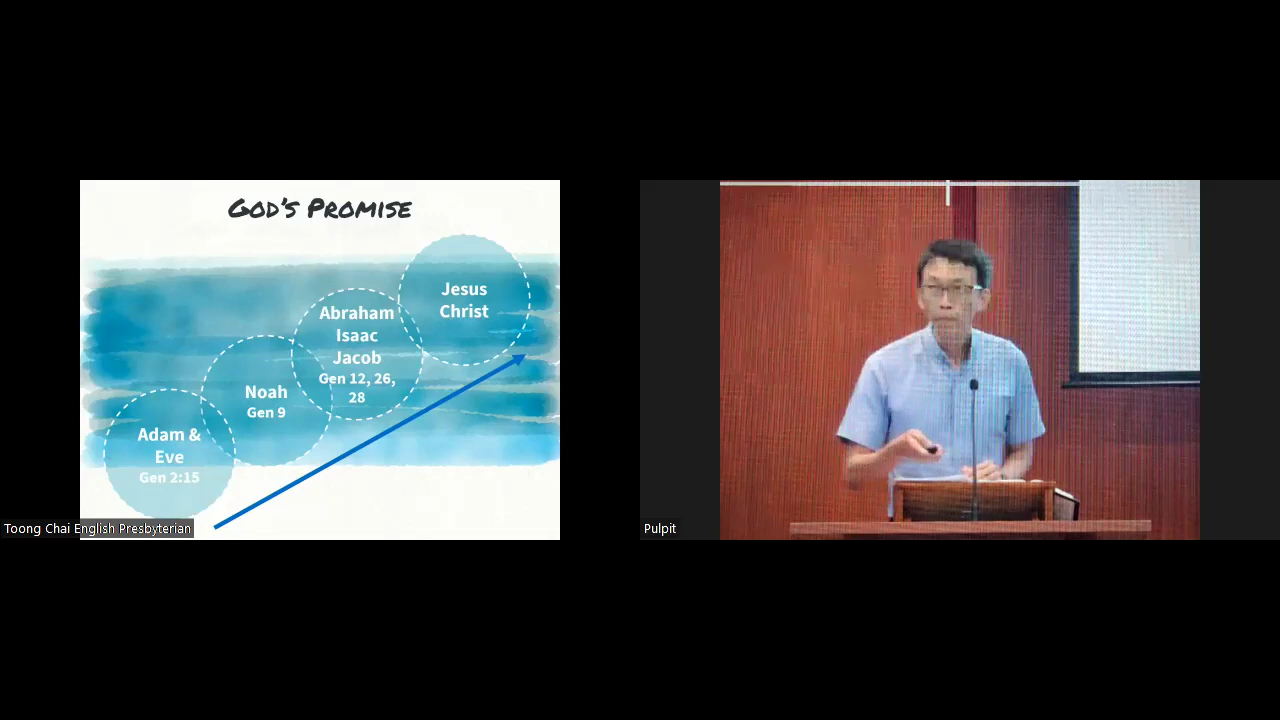 God's Promise
Jesus
Christ
Abraham
Isaac
Jacob
Gen 12, 26,
28
Noah
Gen 9
Adam &
Eve
Gen 2:15
Toong Chai English Presbyterian
Pulpit